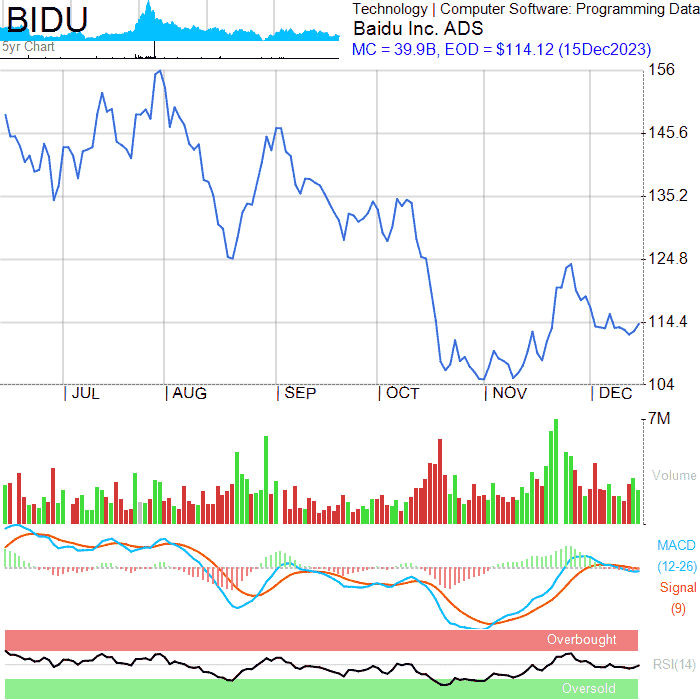 BIDU
5yr Chart
Technology | Computer Software: Programming Data
Baidu Inc. ADS
MC = 39.9B, EOD = $114.12 (15Dec2023)
156
145.6
135.2
124.8
114.4
104
| JUL | AUG | SEP | OCT | NOV | DEC
7M
Volume
MACD
(12-26)
Signal
(9)
Overbought
RSI(14)
Oversold